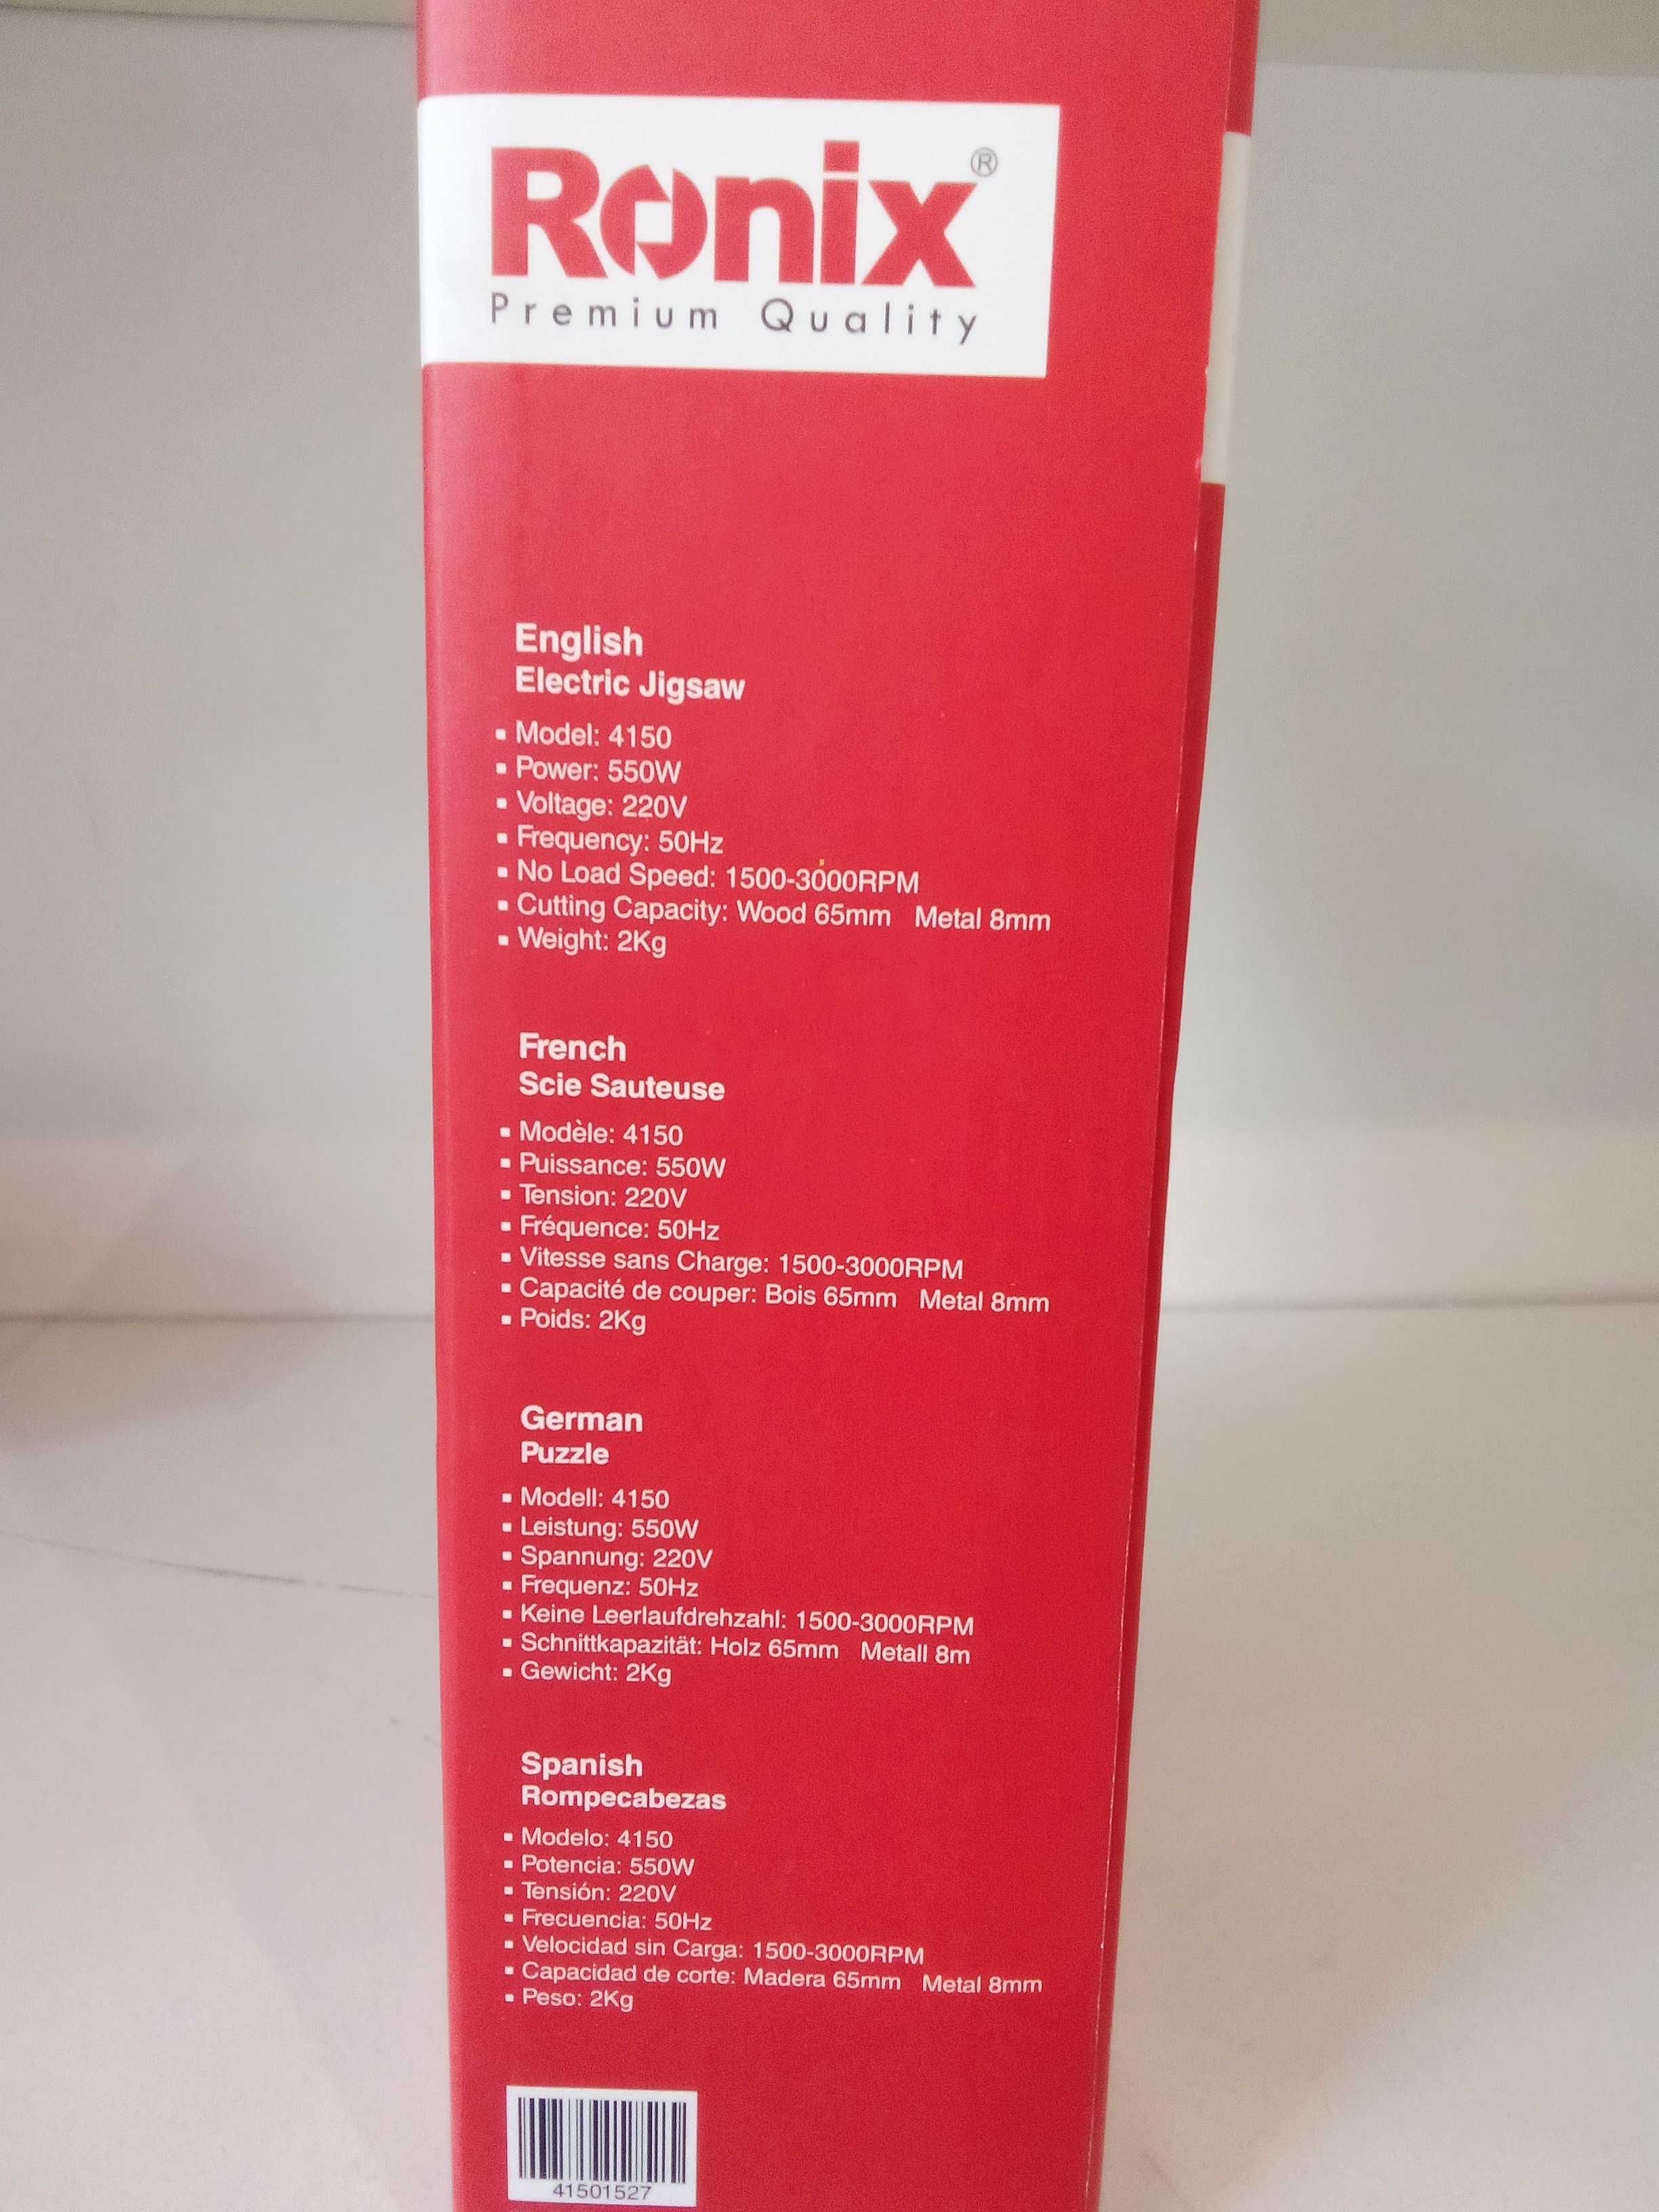 Ronix®
Premium Quality
English
Electric Jigsaw
▪ Model: 4150
▪ Power: 550W
▪ Voltage: 220V
▪ Frequency: 50Hz
▪ No Load Speed: 1500-3000RPM
▪ Cutting Capacity: Wood 65mm Metal 8mm
▪ Weight: 2Kg
French
Scie Sauteuse
▪ Modèle: 4150
▪ Puissance: 550W
▪ Tension: 220V
▪ Fréquence: 50Hz
▪ Vitesse sans Charge: 1500-3000RPM
▪ Capacité de couper: Bois 65mm Metal 8mm
▪ Poids: 2Kg
German
Puzzle
▪ Modell: 4150
▪ Leistung: 550W
▪ Spannung: 220V
▪ Frequenz: 50Hz
▪ Keine Leerlaufdrehzahl: 1500-3000RPM
▪ Schnittkapazität: Holz 65mm Metall 8m
▪ Gewicht: 2Kg
Spanish
Rompecabezas
▪ Modelo: 4150
▪ Potencia: 550W
▪ Tensión: 220V
▪ Frecuencia: 50Hz
▪ Velocidad sin Carga: 1500-3000RPM
▪ Capacidad de corte: Madera 65mm Metal 8mm
▪ Peso: 2Kg
41501527